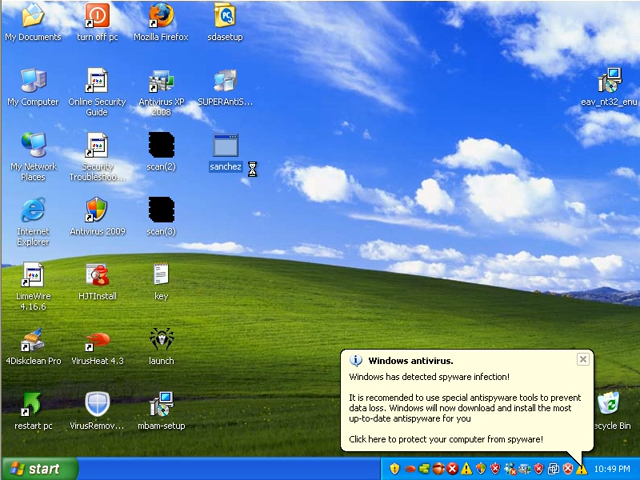 My Documents
turn off pc
Mozilla Firefox
sdasetup
My Computer
Online Security
Guide
Antivirus XP
2008
SUPERAntiS...
eav_nt32_enu
My Network
Places
Security
Troubleshoo...
scan(2)
sanchez
Internet
Explorer
Antivirus 2009
scan(3)
LimeWire
4.16.6
HJTInstall
key
4Diskclean Pro
VirusHeat 4.3
launch
restart pc
VirusRemov...
mbam-setup
Recycle Bin
Windows antivirus.
Windows has detected spyware infection!
It is recomended to use special antispyware tools to prevent
data loss. Windows will now download and install the most
up-to-date antispyware for you
Click here to protect your computer from spyware!
start
10:49 PM